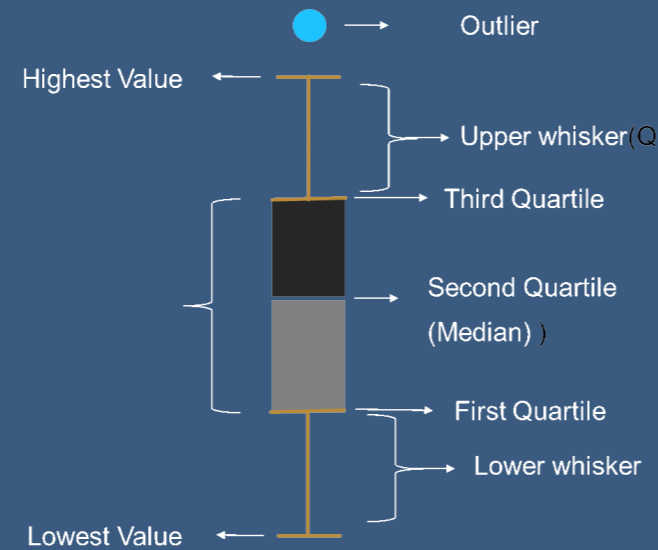 Outlier
Highest Value
Upper whisker(Q
Third Quartile
Second Quartile
(Median) )
First Quartile
Lower whisker
Lowest Value